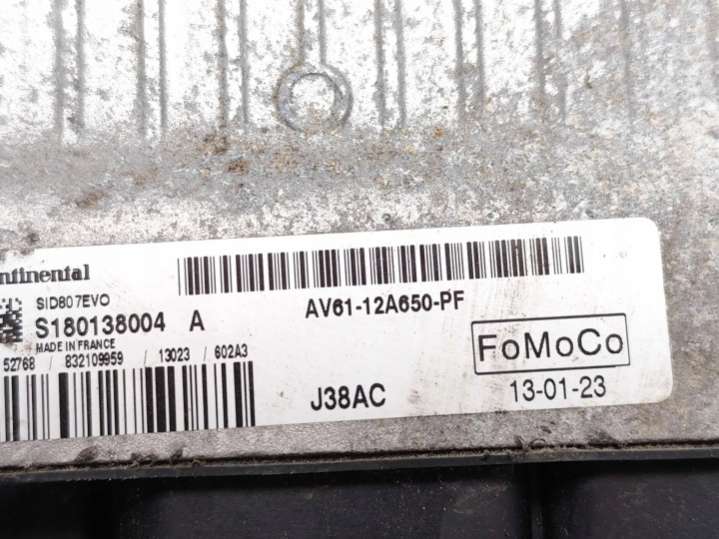 ntinental
SID807EVO
S180138004 A
MADE IN FRANCE
52768 / 832109959 / 13023 / 602A3
AV61-12A650-PF
FoMoCo
J38AC
13-01-23